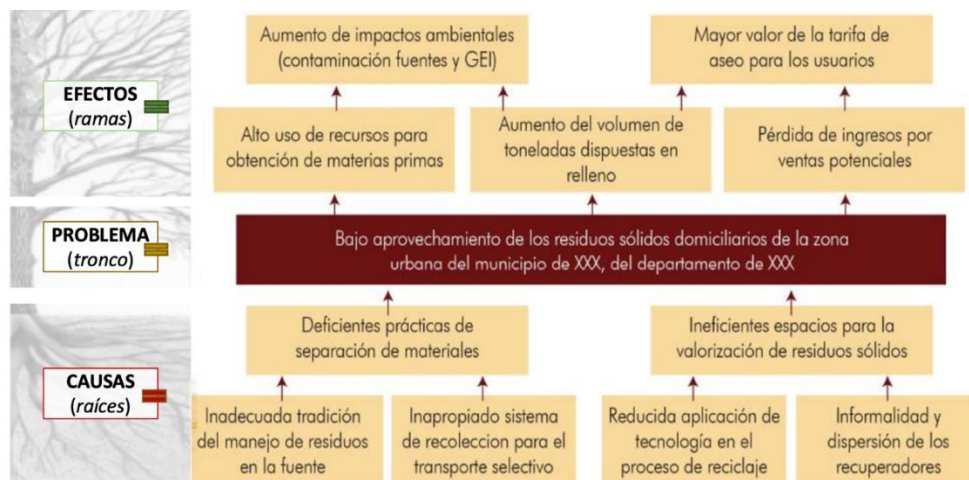 Aumento de impactos ambientales
(contaminación fuentes y GEI)
Mayor valor de la tarifa de
aseo para los usuarios
EFECTOS
(ramas)
Alto uso de recursos para
obtención de materias primas
Aumento del volumen de
toneladas dispuestas en
relleno
Pérdida de ingresos por
ventas potenciales
PROBLEMA
(tronco)
Bajo aprovechamiento de los residuos sólidos domiciliarios de la zona
urbana del municipio de XXX, del departamento de XXX
Deficientes prácticas de
separación de materiales
Ineficientes espacios para la
valorización de residuos sólidos
CAUSAS
(raíces)
Inadecuada tradición
del manejo de residuos
en la fuente
Inapropiado sistema
de recoleccion para el
transporte selectivo
Reducida aplicación de
tecnología en el
proceso de reciclaje
Informalidad y
dispersión de los
recuperadores